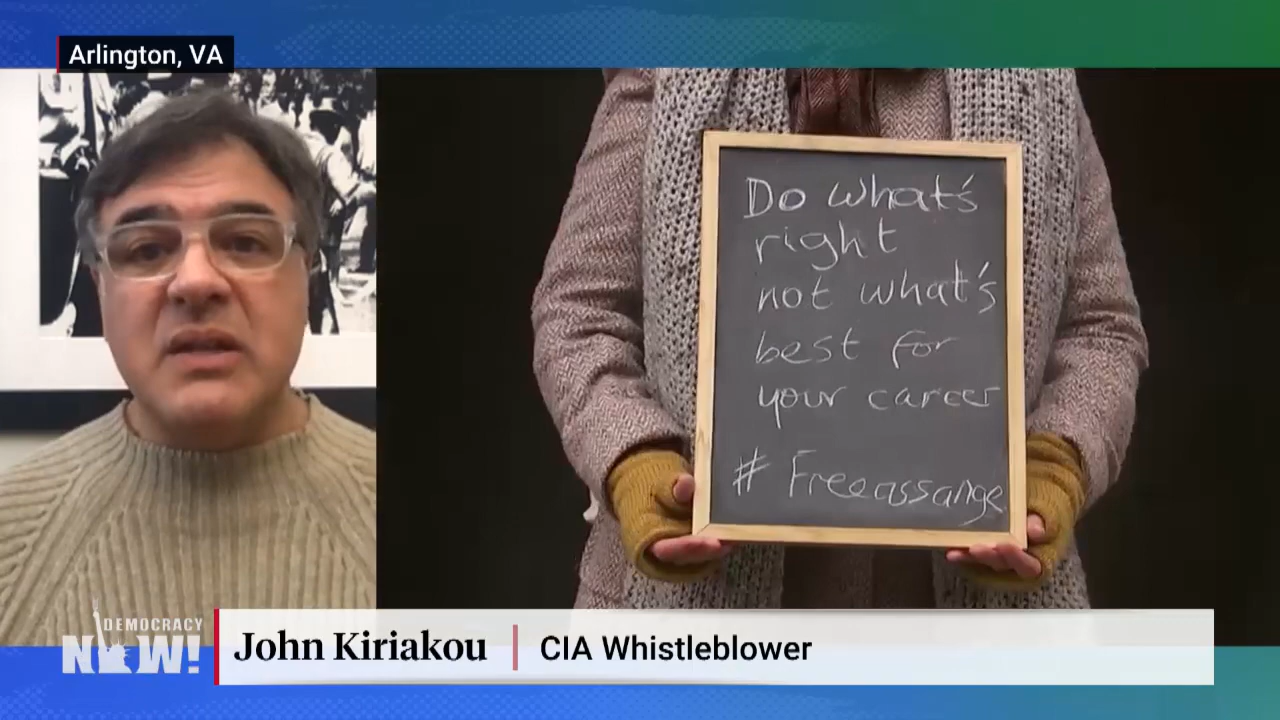 Arlington, VA
Do what's
right
not what's
best for
your career
# Freeassange
DEMOCRACY
NOW!
John Kiriakou | CIA Whistleblower